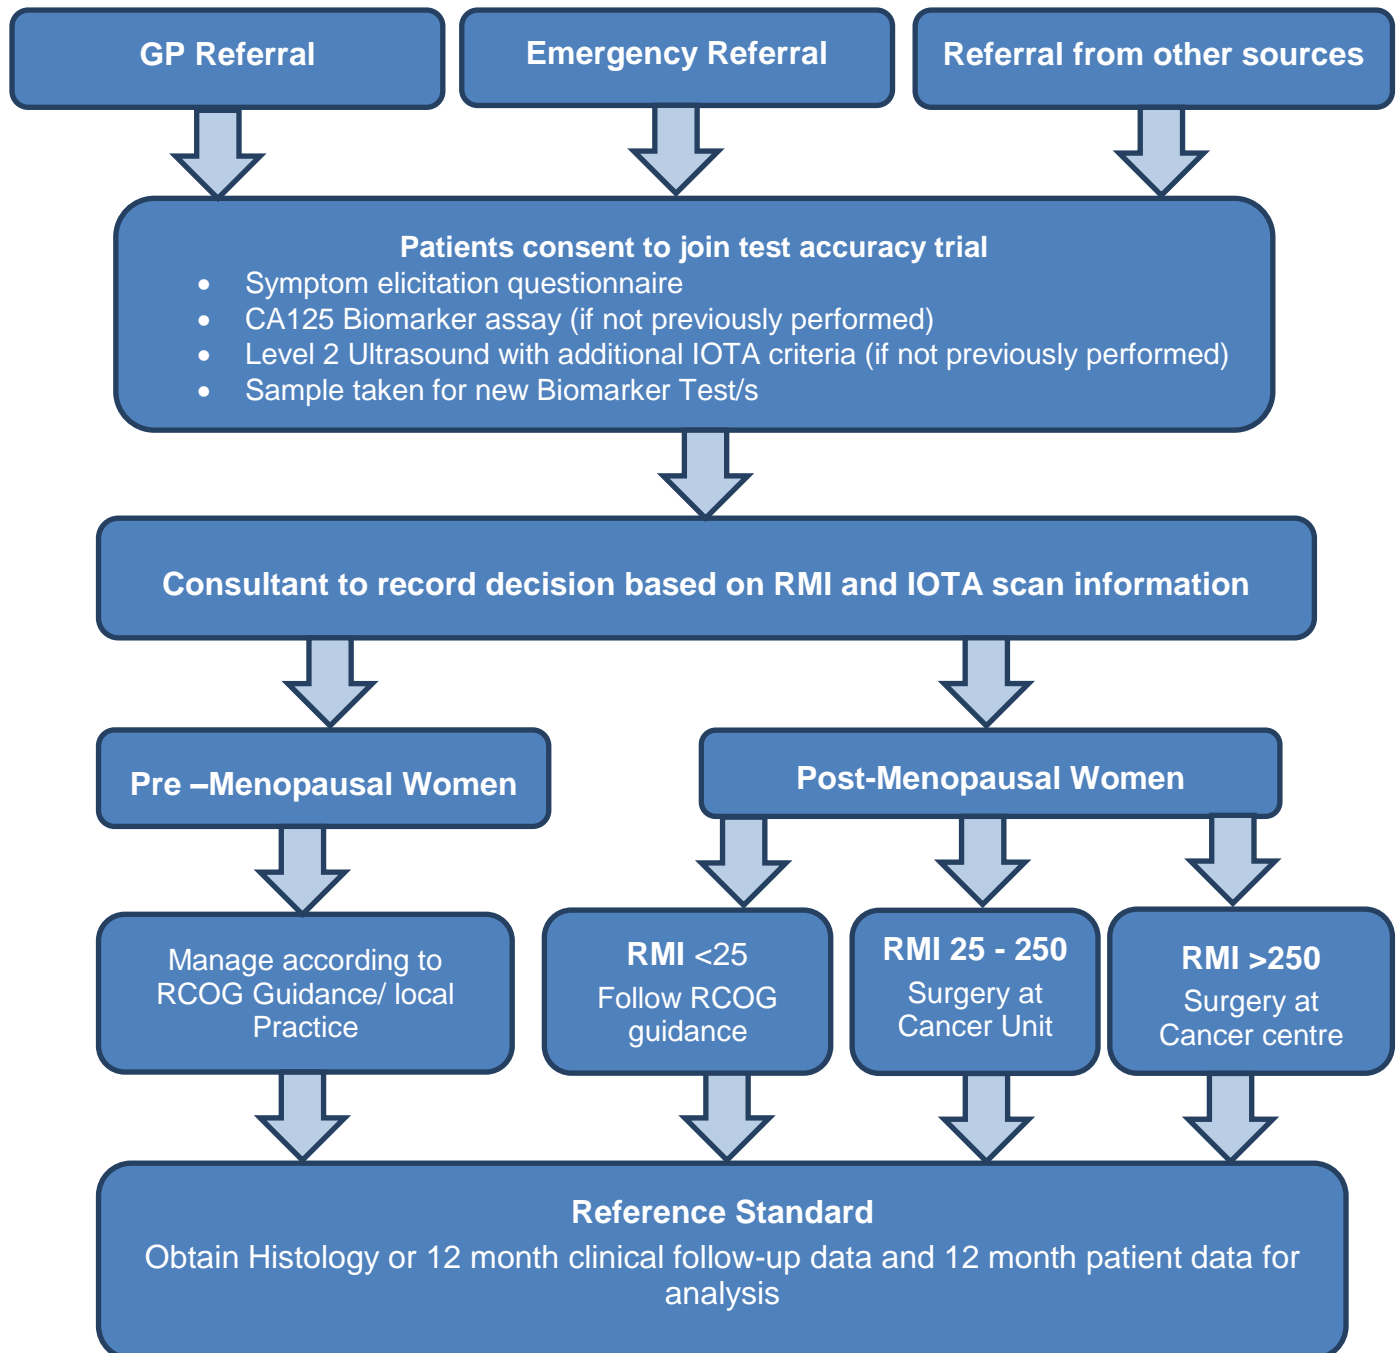 GP Referral
Emergency Referral
Referral from other sources
Patients consent to join test accuracy trial
• Symptom elicitation questionnaire
• CA125 Biomarker assay (if not previously performed)
• Level 2 Ultrasound with additional IOTA criteria (if not previously performed)
• Sample taken for new Biomarker Test/s
Consultant to record decision based on RMI and IOTA scan information
Pre –Menopausal Women
Post-Menopausal Women
Manage according to
RCOG Guidance/ local
Practice
RMI <25
Follow RCOG
guidance
RMI 25 - 250
Surgery at
Cancer Unit
RMI >250
Surgery at
Cancer centre
Reference Standard
Obtain Histology or 12 month clinical follow-up data and 12 month patient data for
analysis